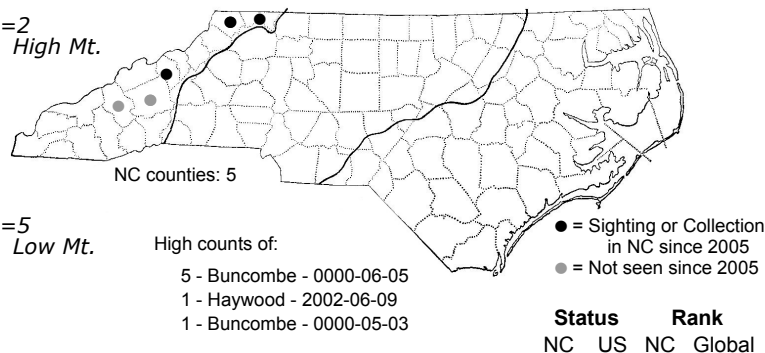 =2
High Mt.
NC counties: 5
=5
Low Mt.
High counts of:
5 - Buncombe - 0000-06-05
1 - Haywood - 2002-06-09
1 - Buncombe - 0000-05-03
= Sighting or Collection
in NC since 2005
= Not seen since 2005
Status Rank
NC US NC Global